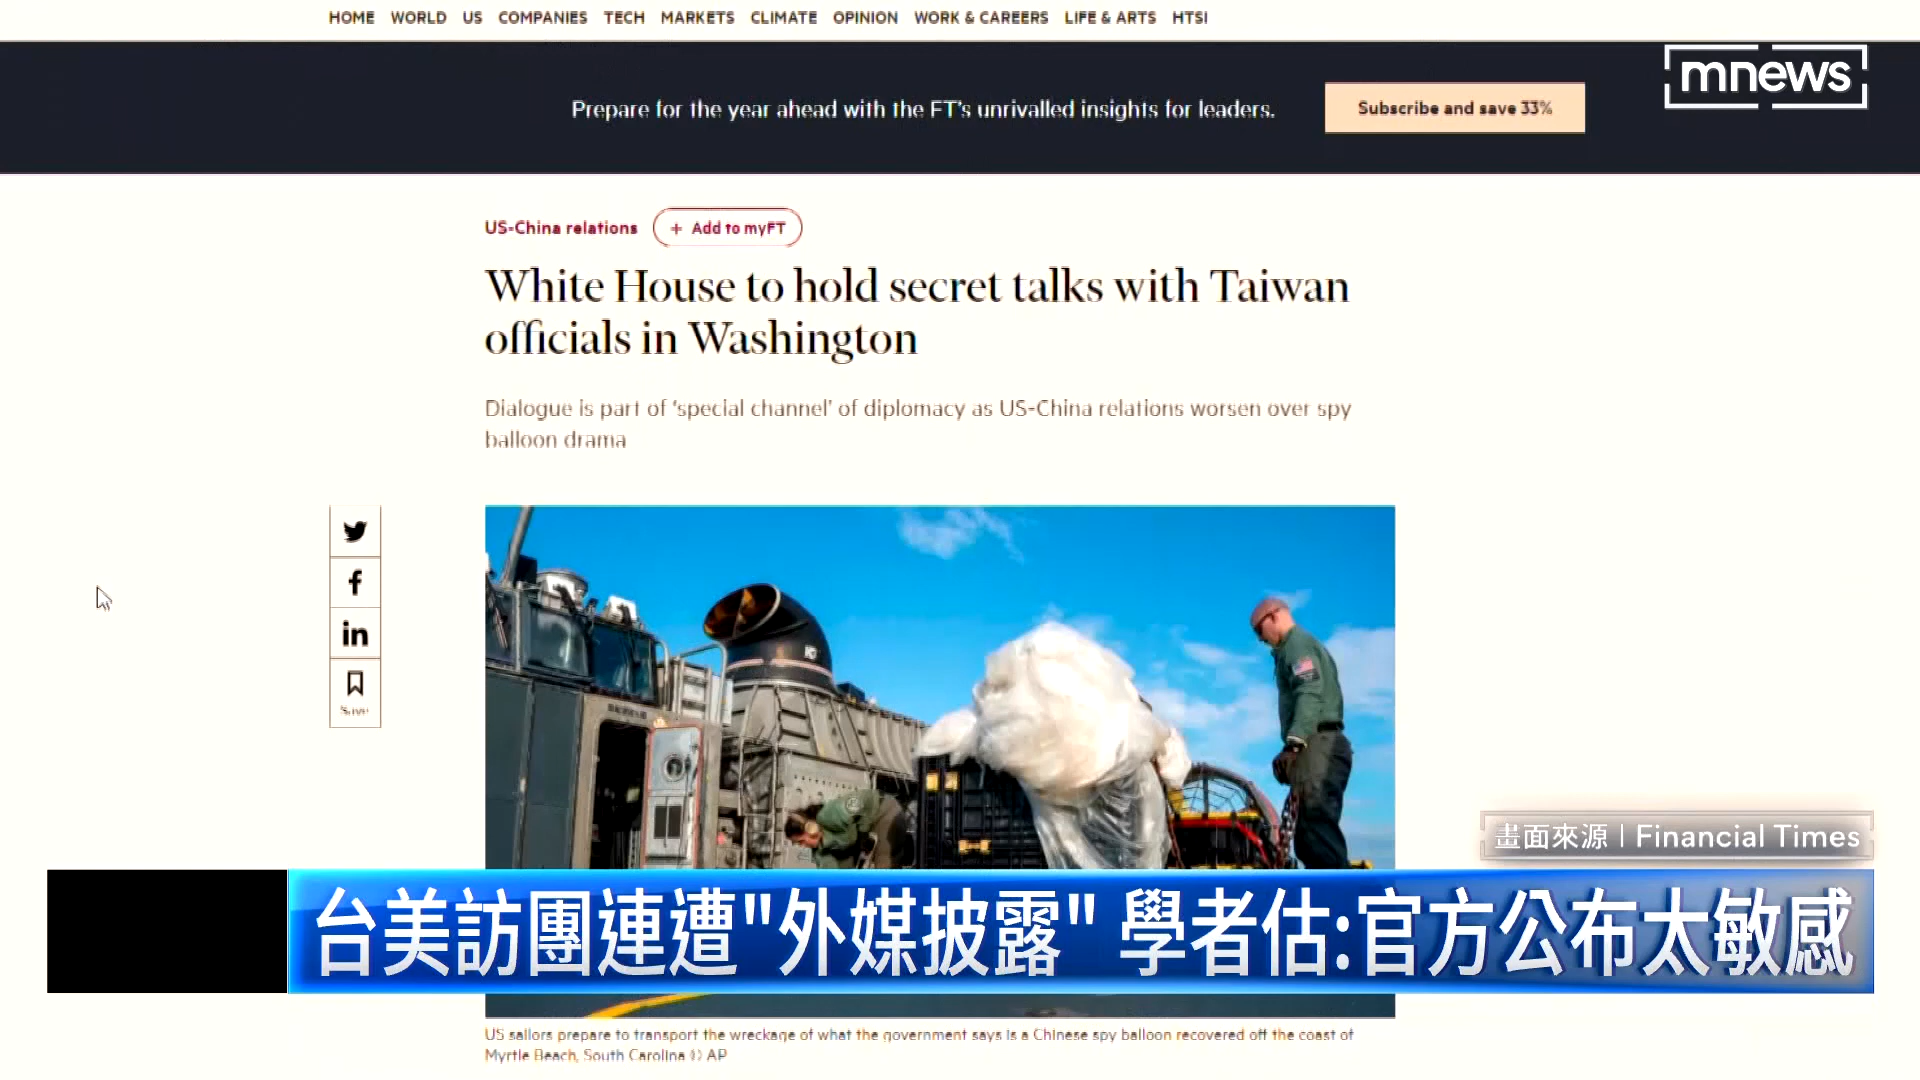 HOME WORLD US COMPANIES TECH MARKETS CLIMATE OPINION WORK & CAREERS LIFE & ARTS HTSI
mnews
Prepare for the year ahead with the FT's unrivalled insights for leaders.
Subscribe and save 33%
US-China relations + Add to myFT
White House to hold secret talks with Taiwan
officials in Washington
Dialogue is part of 'special channel' of diplomacy as US-China relations worsen over spy
balloon drama
f
in
Save
畫面來源 | Financial Times
台美訪團連遭"外媒披露" 學者估:官方公布太敏感
US sailors prepare to transport the wreckage of what the government says is a Chinese spy balloon recovered off the coast of
Myrtle Beach, South Carolina © AP